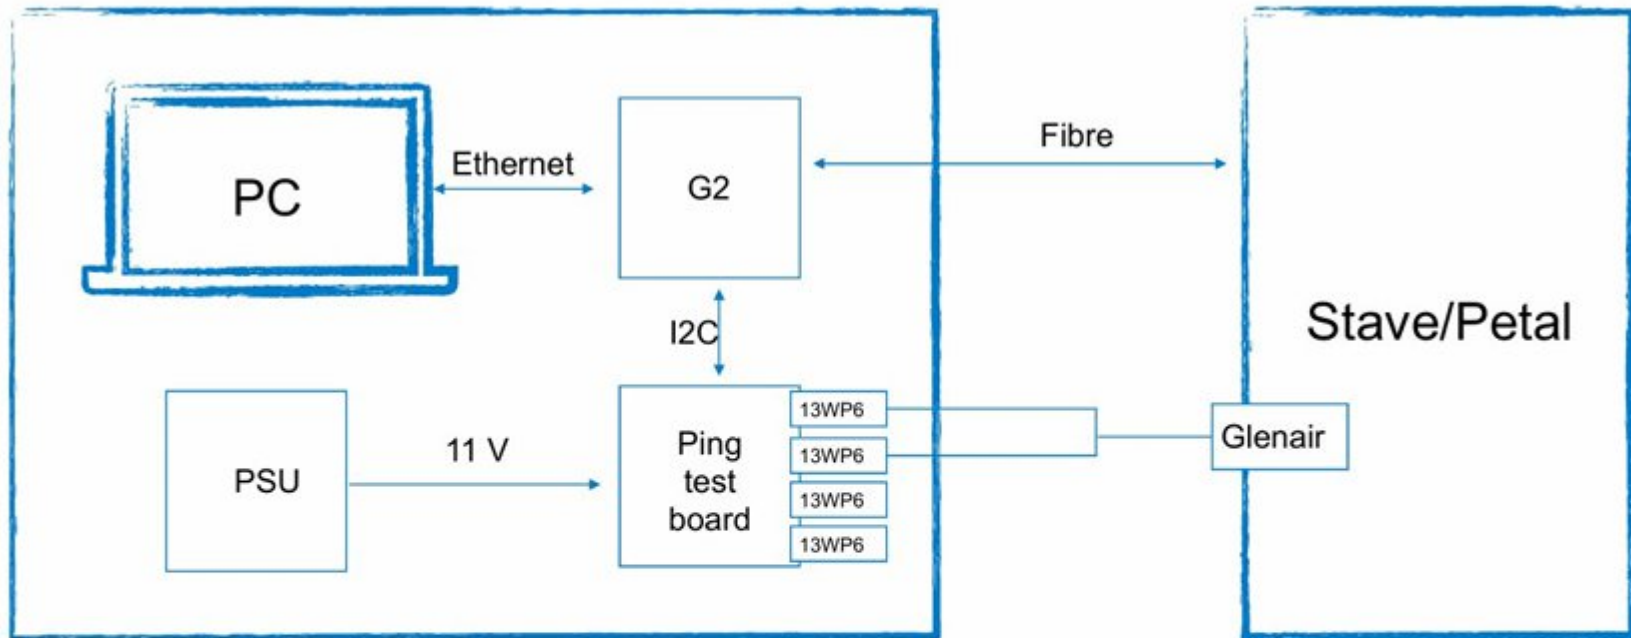 PC
Ethernet
G2
Fibre
I2C
PSU
11 V
Ping
test
board
13WP6
13WP6
13WP6
13WP6
Glenair
Stave/Petal